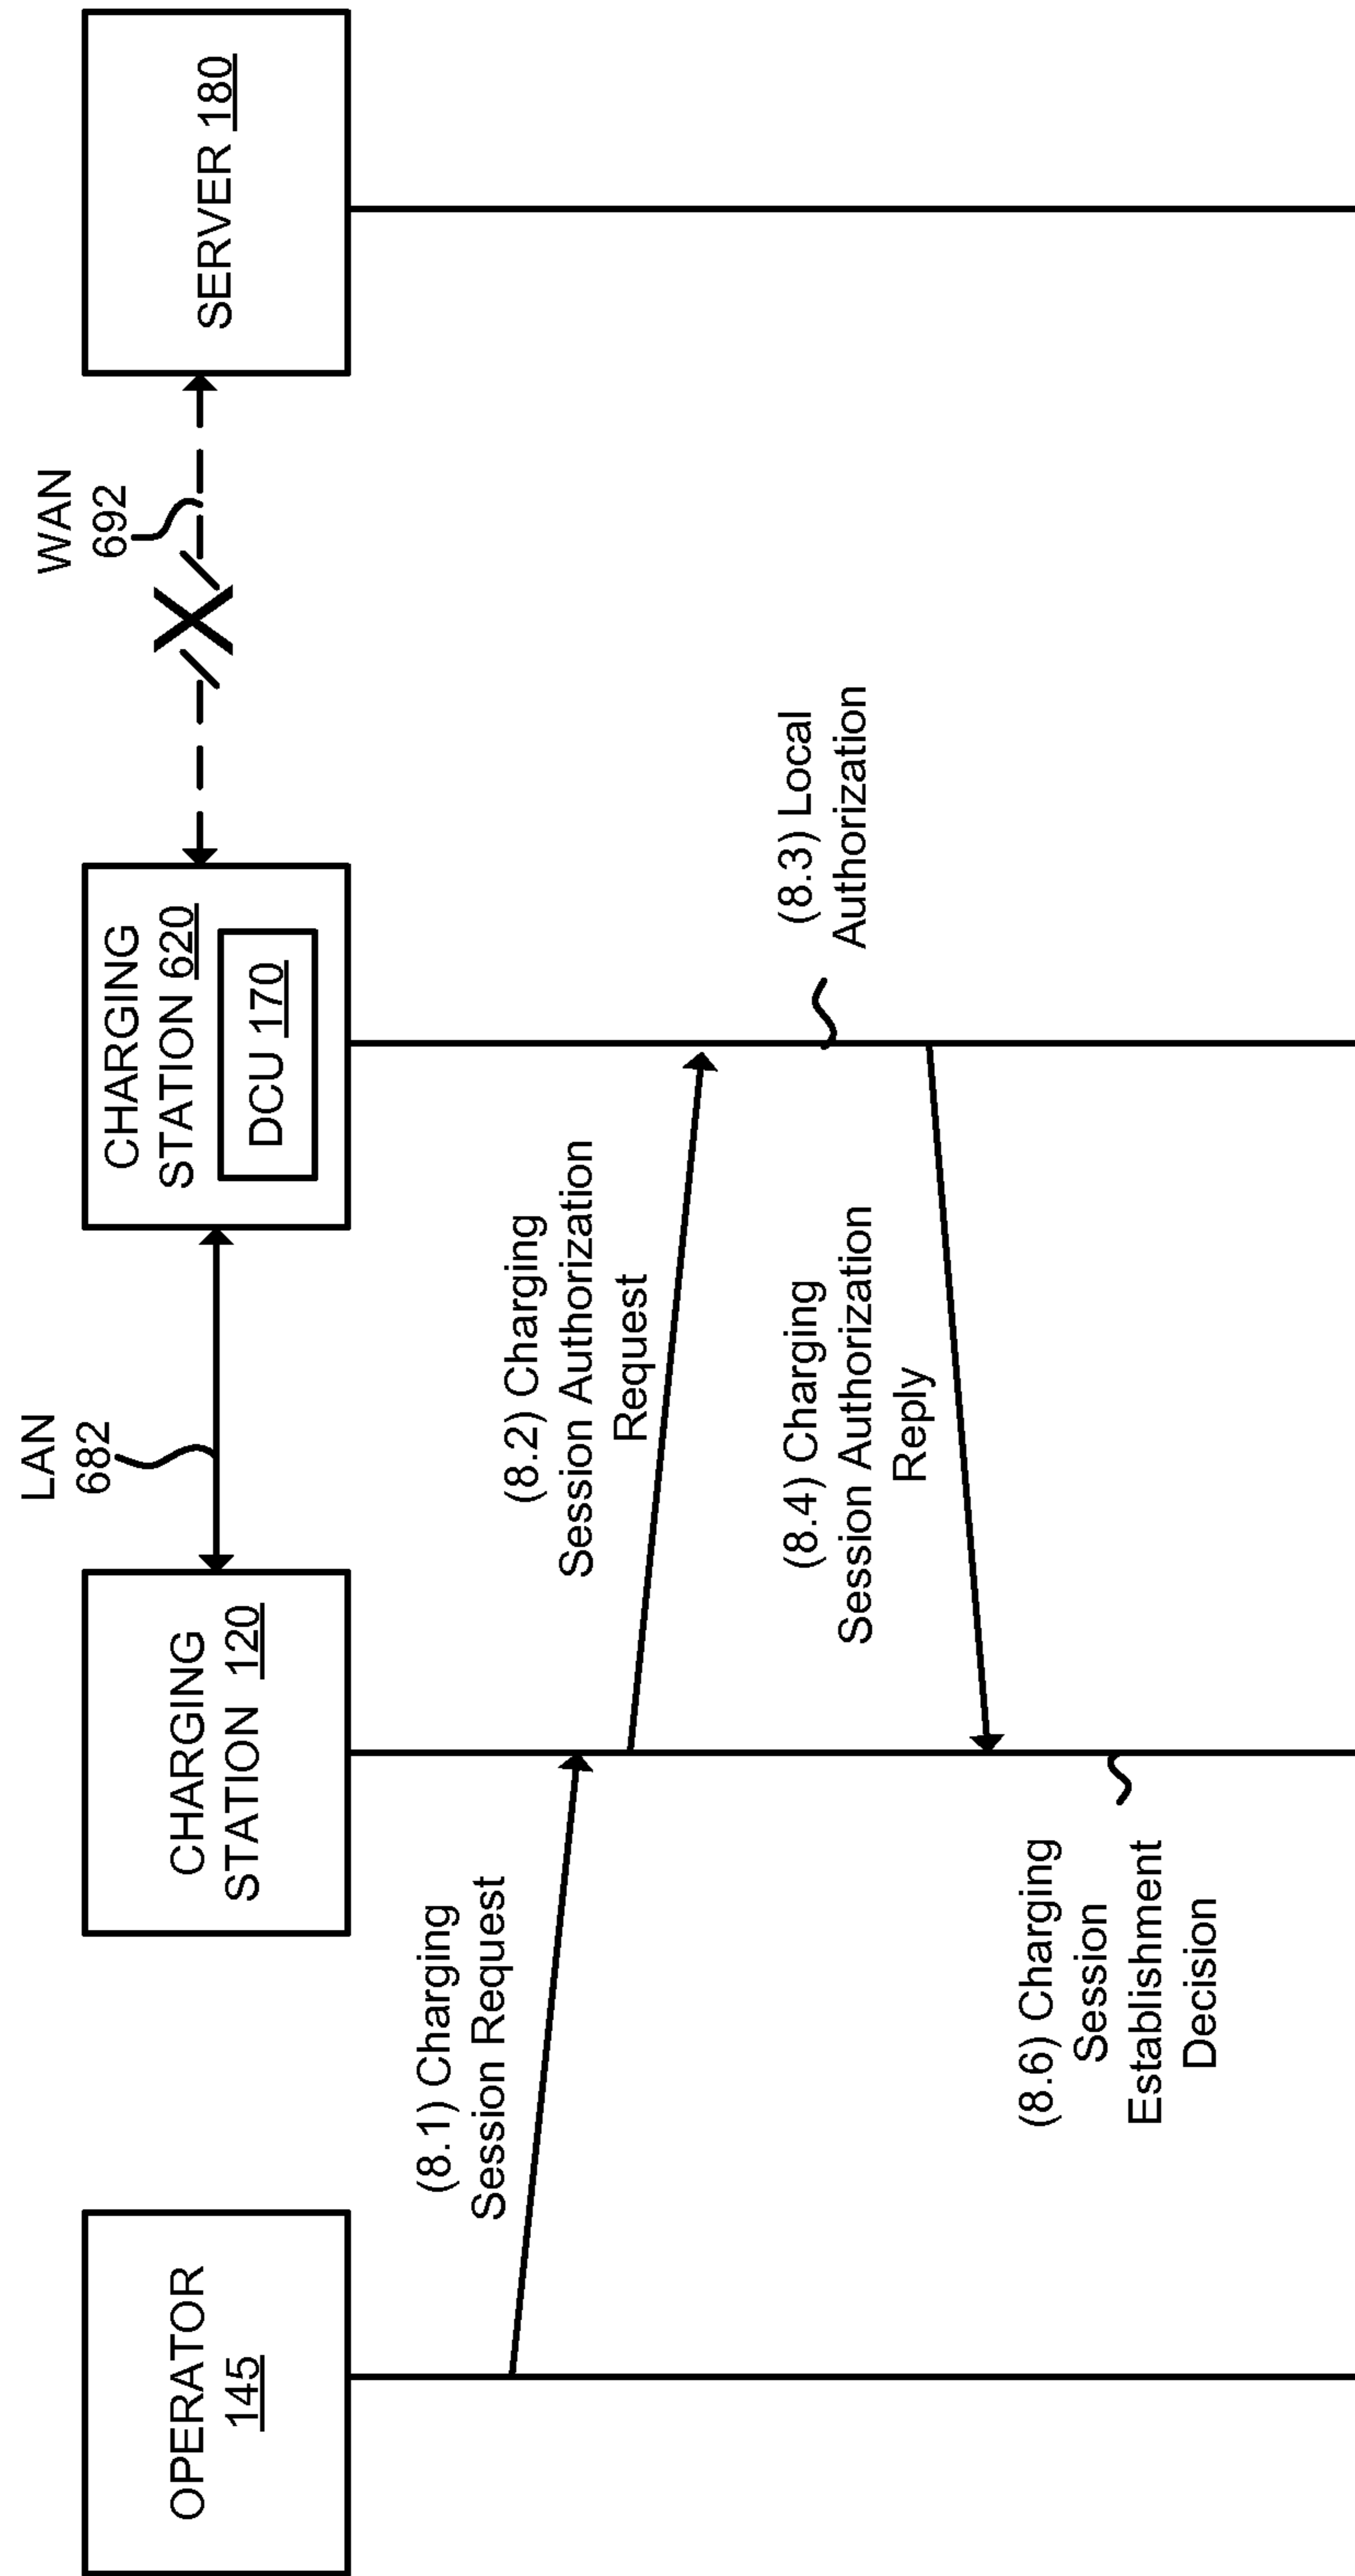 OPERATOR
145
CHARGING
STATION 120
LAN
682
CHARGING
STATION 620
DCU 170
WAN
692
X
SERVER 180
(8.1) Charging
Session Request
(8.2) Charging
Session Authorization
Request
(8.3) Local
Authorization
(8.4) Charging
Session Authorization
Reply
(8.6) Charging
Session
Establishment
Decision